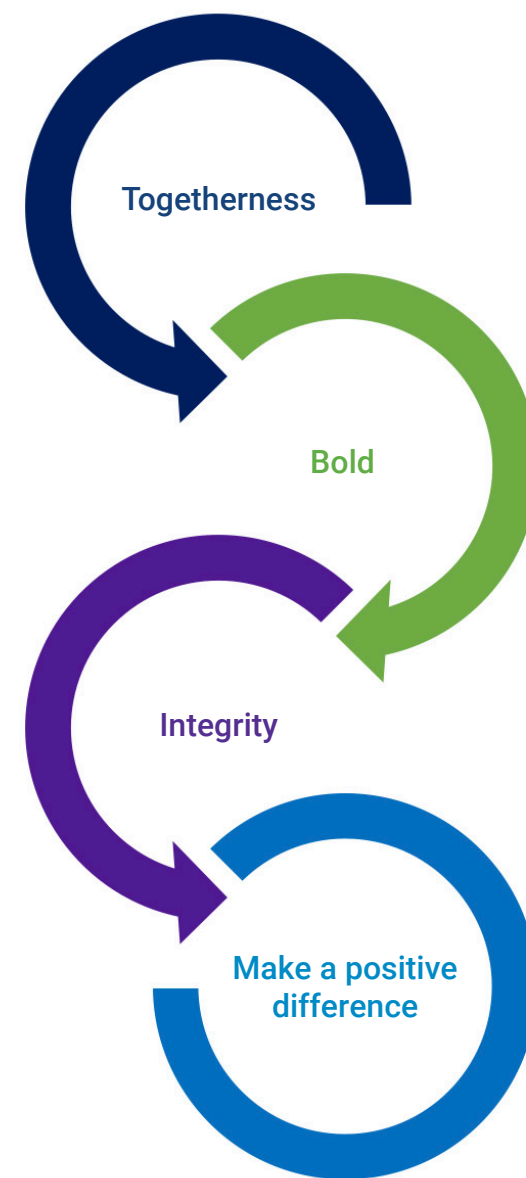 Togetherness
Bold
Integrity
Make a positive
difference